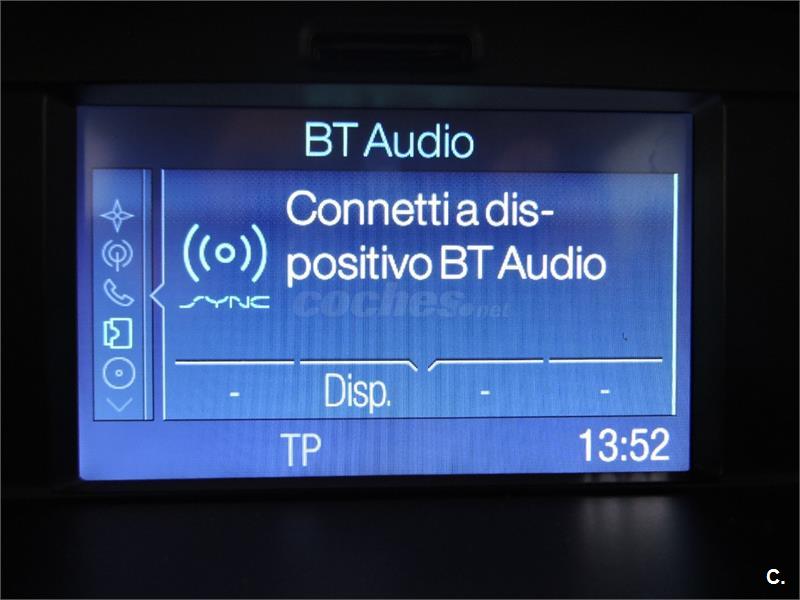 BT Audio
Connetti a dis-
positivo BT Audio
SYNC
coches.net
- Disp. - -
TP 13:52
C.